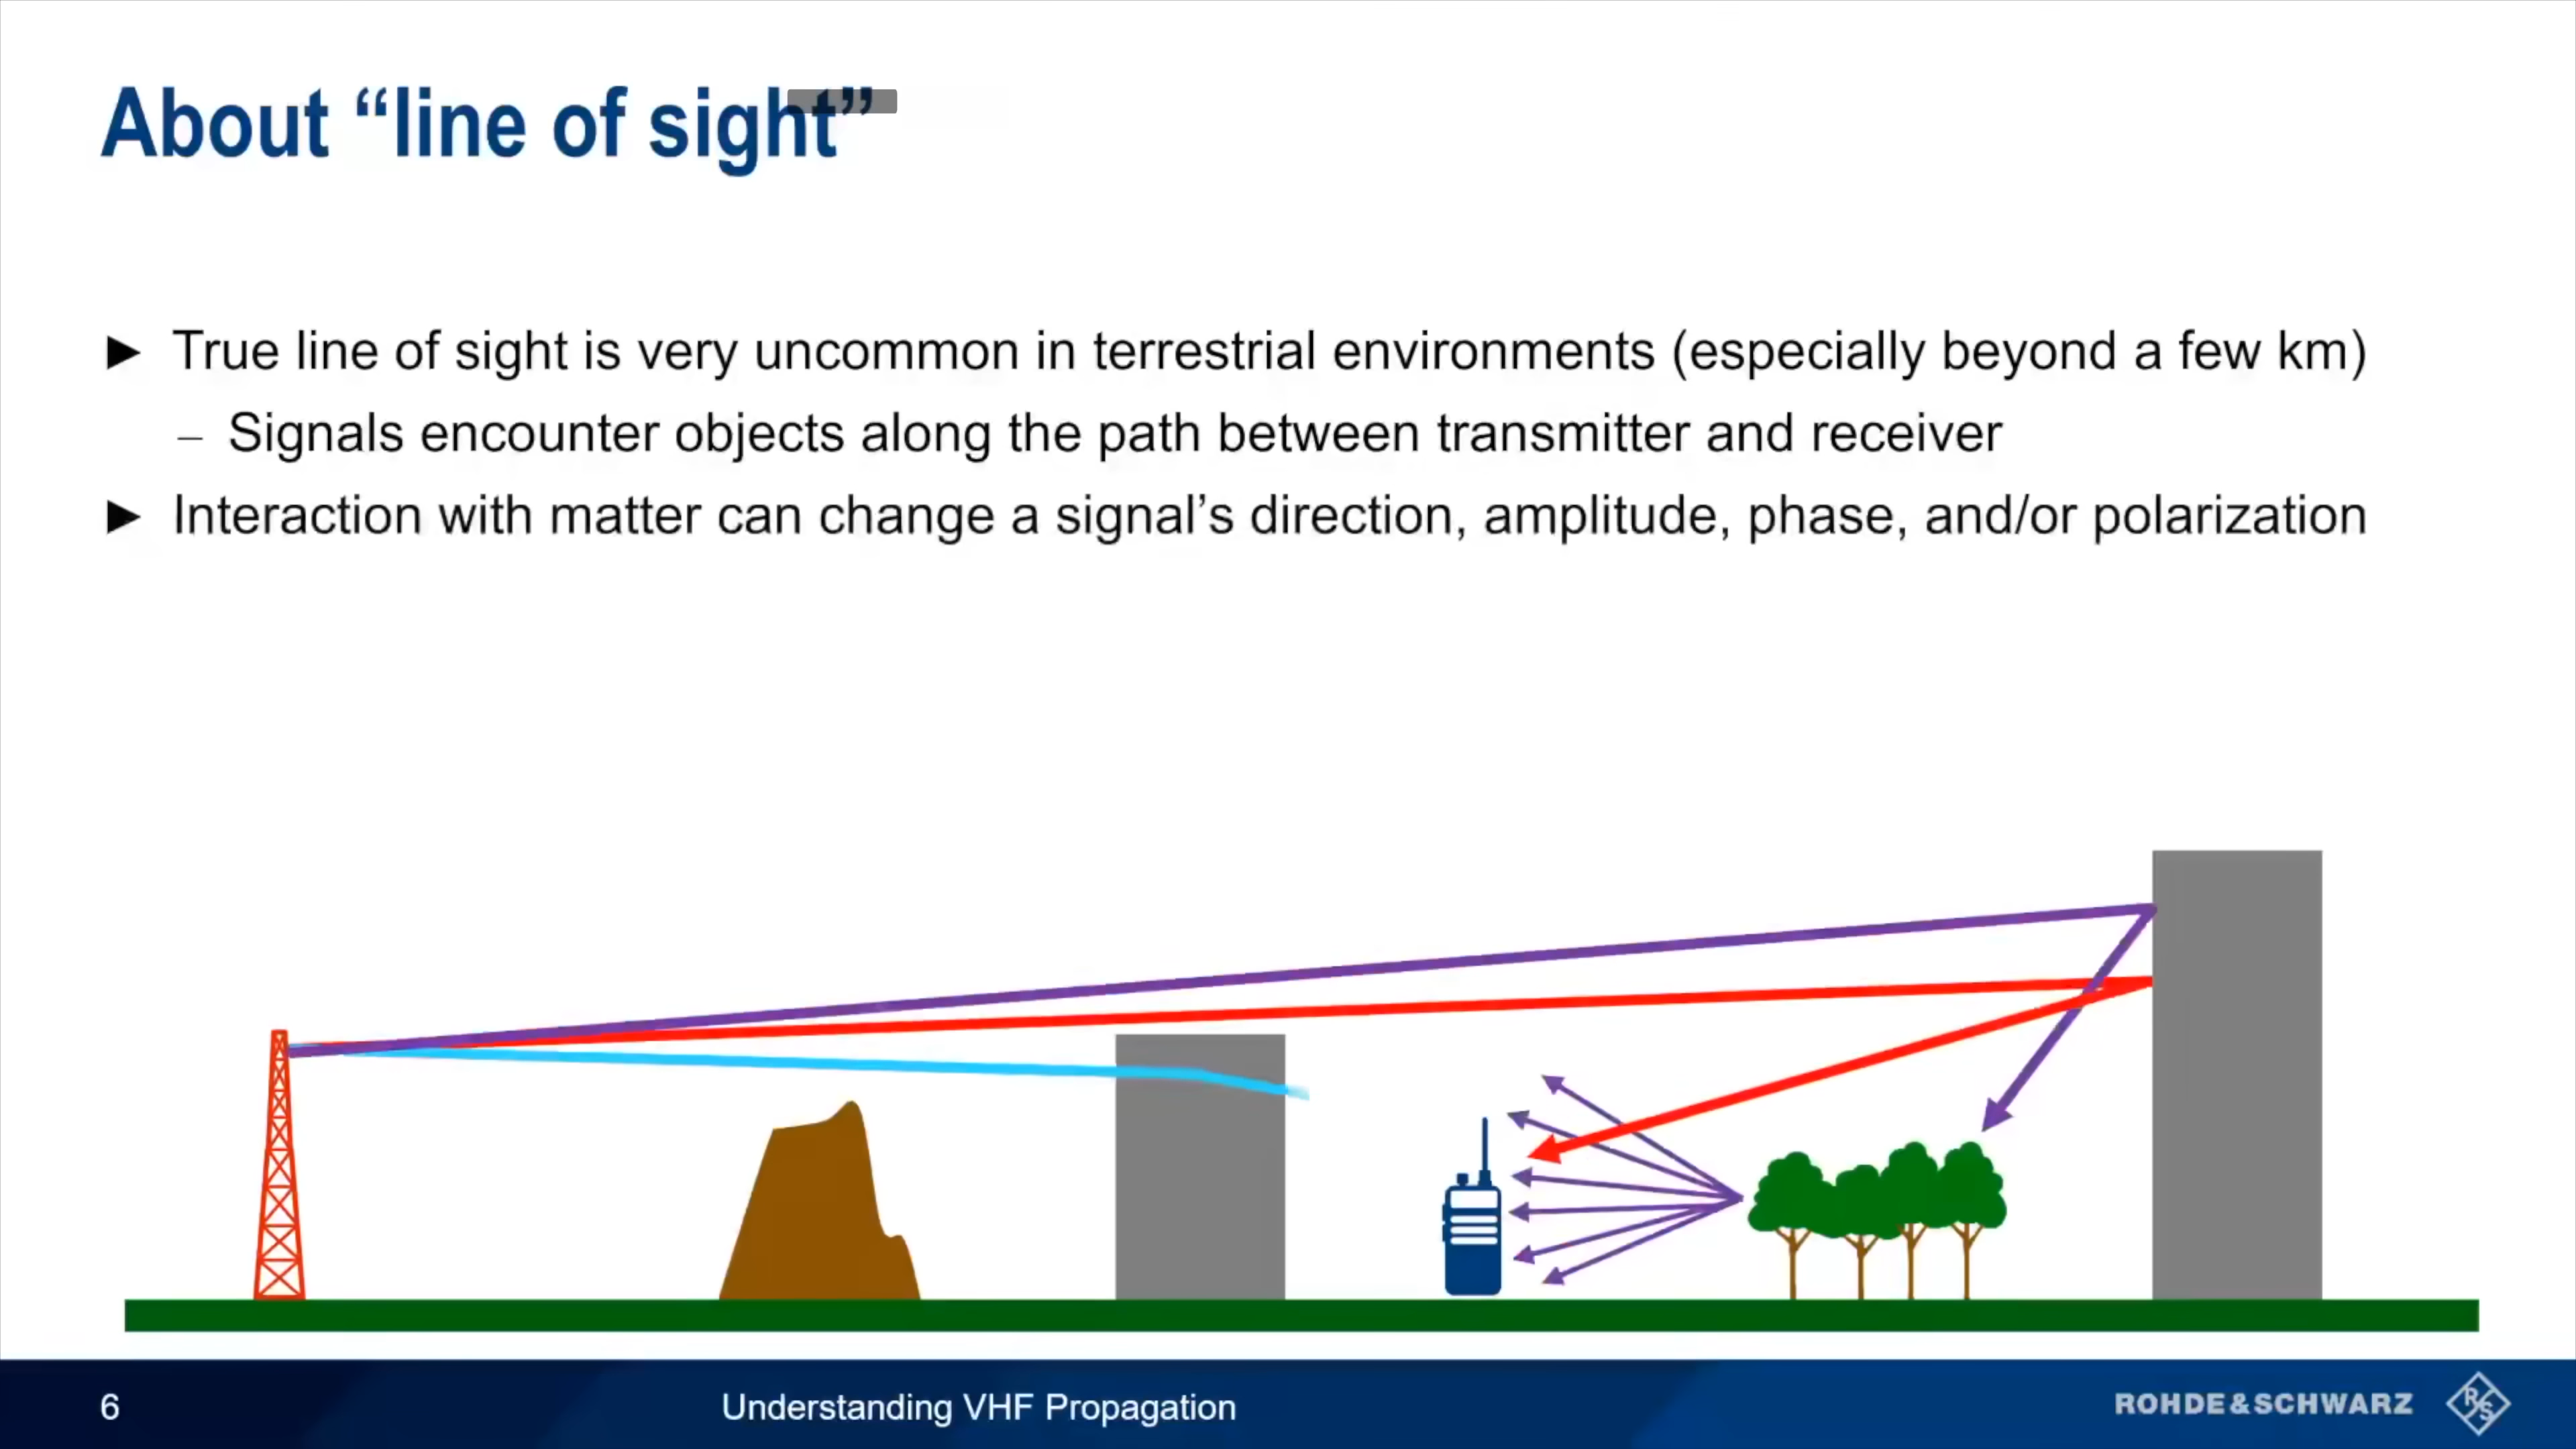 About “line of sight”
► True line of sight is very uncommon in terrestrial environments (especially beyond a few km)
– Signals encounter objects along the path between transmitter and receiver
► Interaction with matter can change a signal’s direction, amplitude, phase, and/or polarization
6
Understanding VHF Propagation
ROHDE&SCHWARZ
R&S